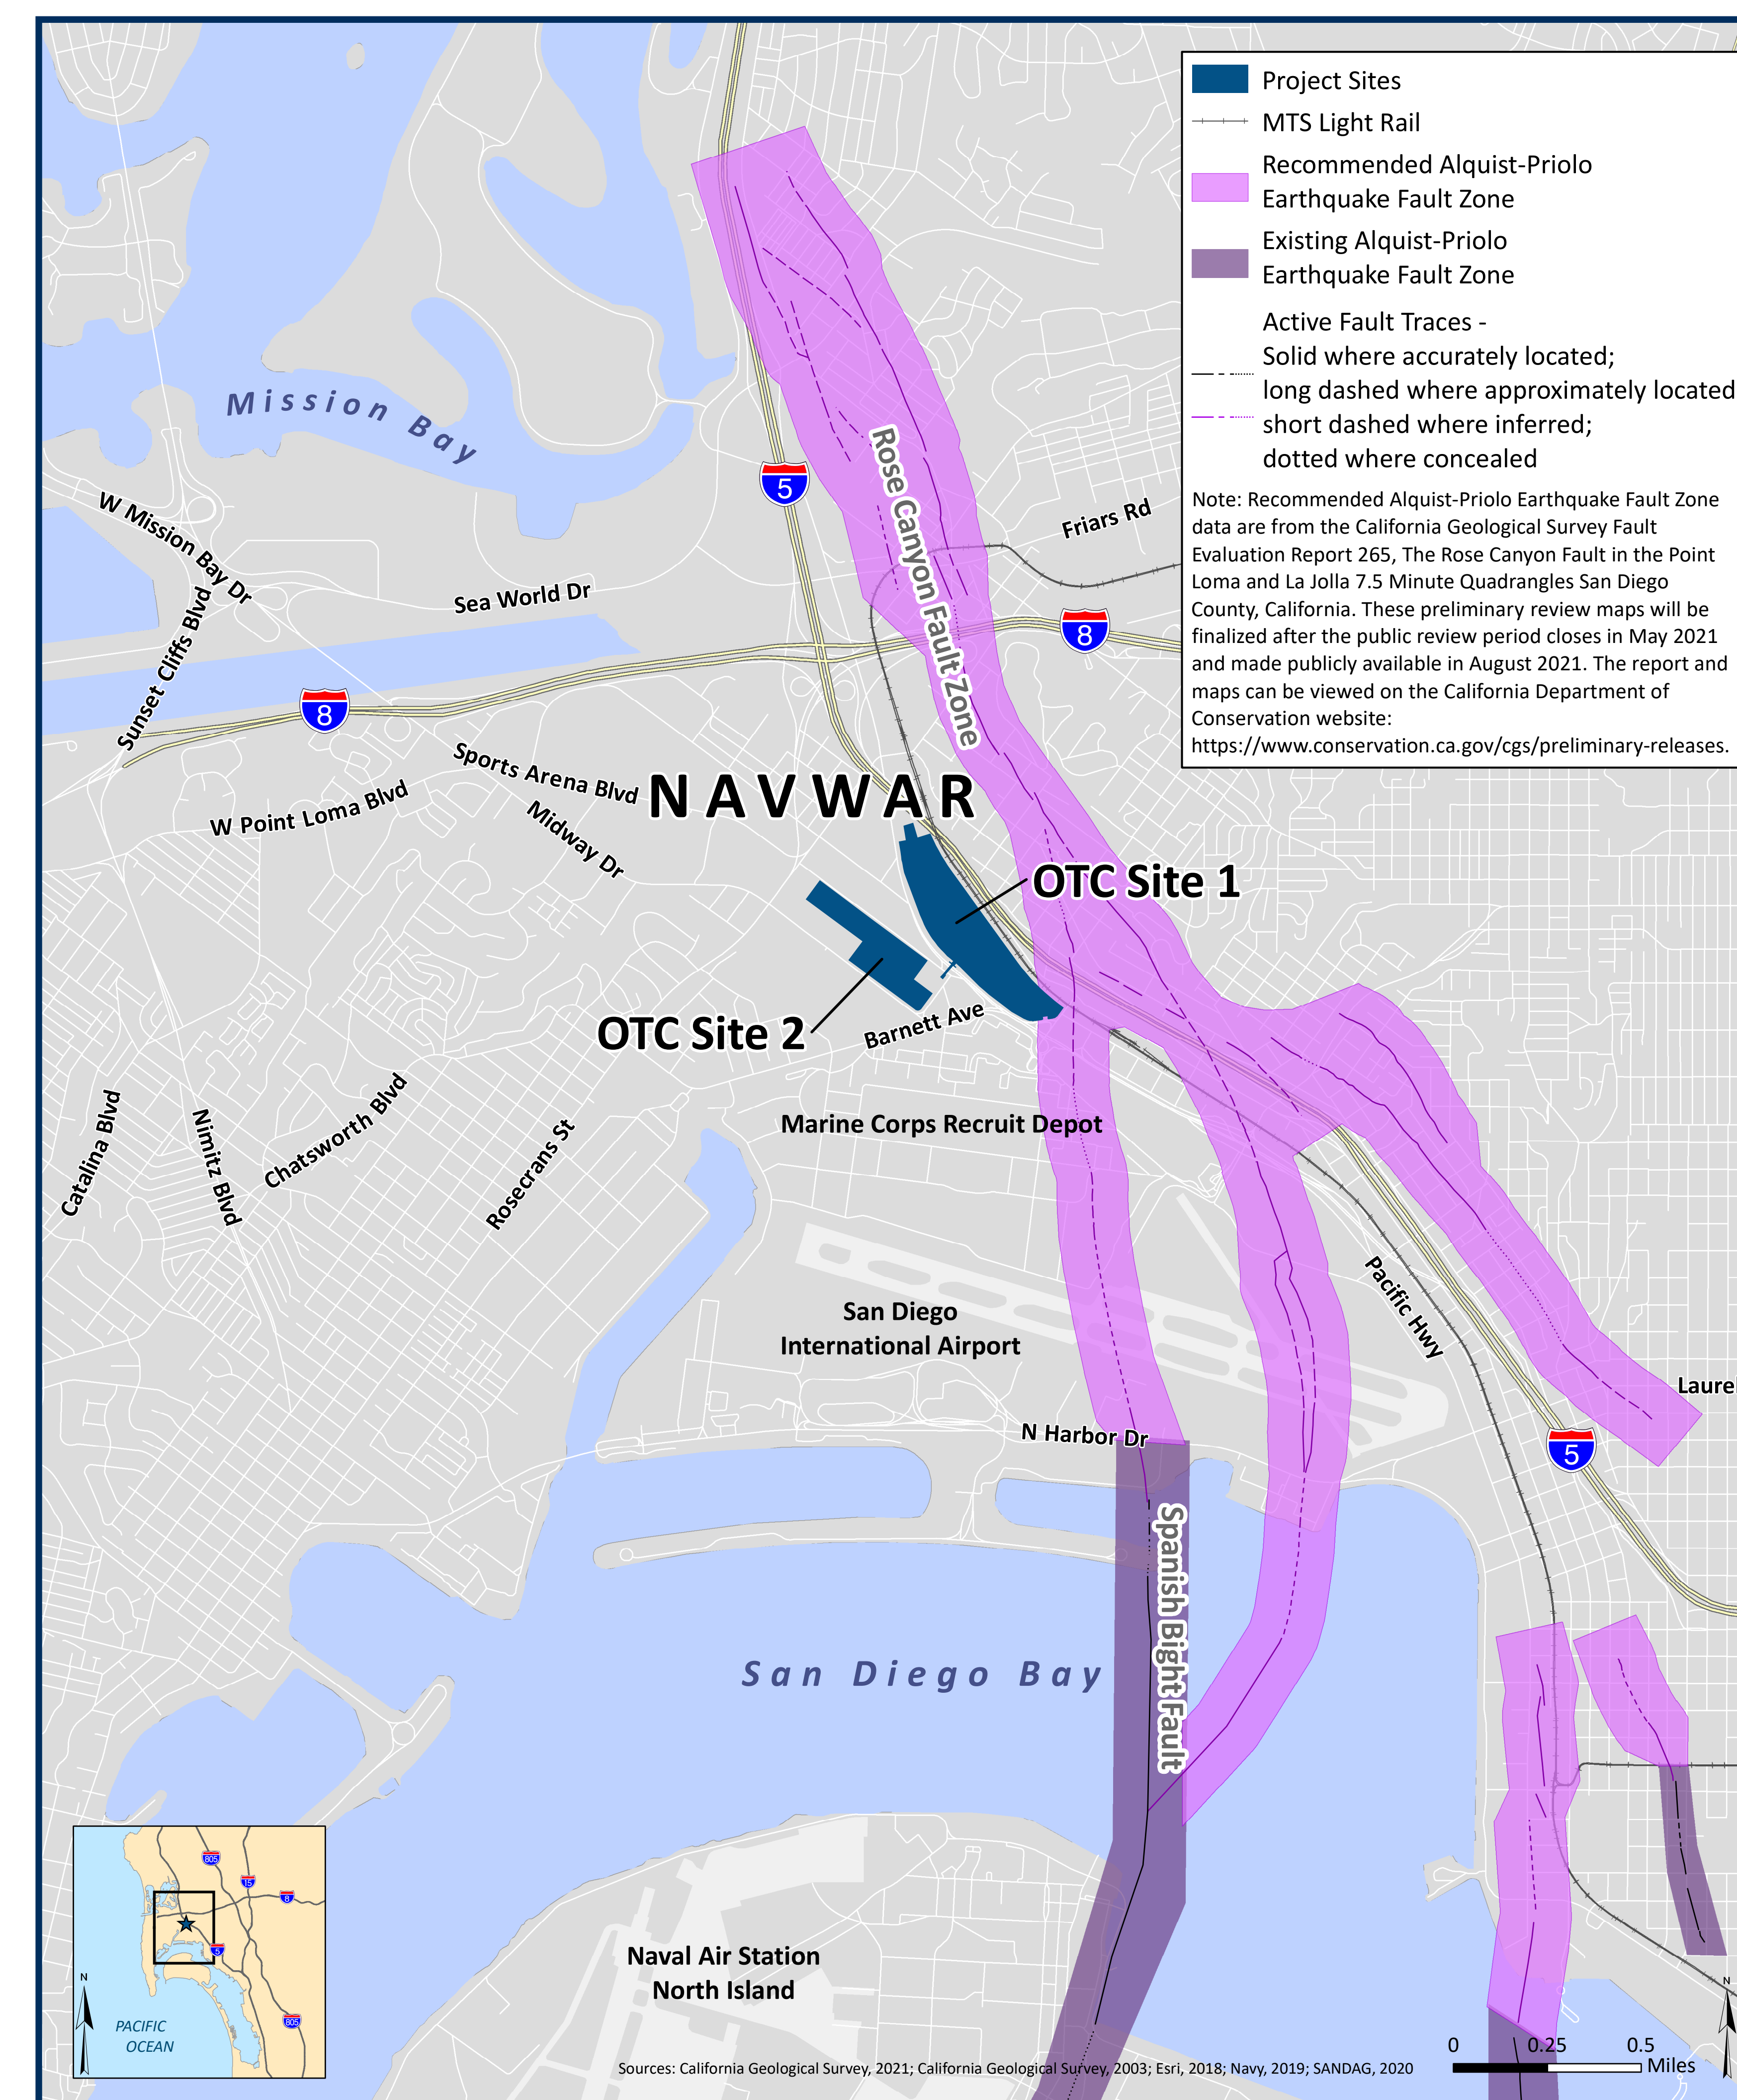 Project Sites
MTS Light Rail
Recommended Alquist-Priolo
Earthquake Fault Zone
Existing Alquist-Priolo
Earthquake Fault Zone
Active Fault Traces -
Solid where accurately located;
long dashed where approximately located
short dashed where inferred;
dotted where concealed
Note: Recommended Alquist-Priolo Earthquake Fault Zone
data are from the California Geological Survey Fault
Evaluation Report 265, The Rose Canyon Fault in the Point
Loma and La Jolla 7.5 Minute Quadrangles San Diego
County, California. These preliminary review maps will be
finalized after the public review period closes in May 2021
and made publicly available in August 2021. The report and
maps can be viewed on the California Department of
Conservation website:
https://www.conservation.ca.gov/cgs/preliminary-releases.
Mission Bay
5
Rose Canyon Fault Zone
Friars Rd
W Mission Bay Dr
Sea World Dr
Sunset Cliffs Blvd
8
8
Sports Arena Blvd
NAVWAR
W Point Loma Blvd
Midway Dr
OTC Site 1
OTC Site 2
Barnett Ave
Marine Corps Recruit Depot
Catalina Blvd
Nimitz Blvd
Chatsworth Blvd
Rosecrans St
San Diego
International Airport
Pacific Hwy
Laurel
N Harbor Dr
5
Spanish Bight Fault
San Diego Bay
Naval Air Station
North Island
805
15
8
5
805
N
PACIFIC
OCEAN
N
0 0.25 0.5
Miles
Sources: California Geological Survey, 2021; California Geological Survey, 2003; Esri, 2018; Navy, 2019; SANDAG, 2020